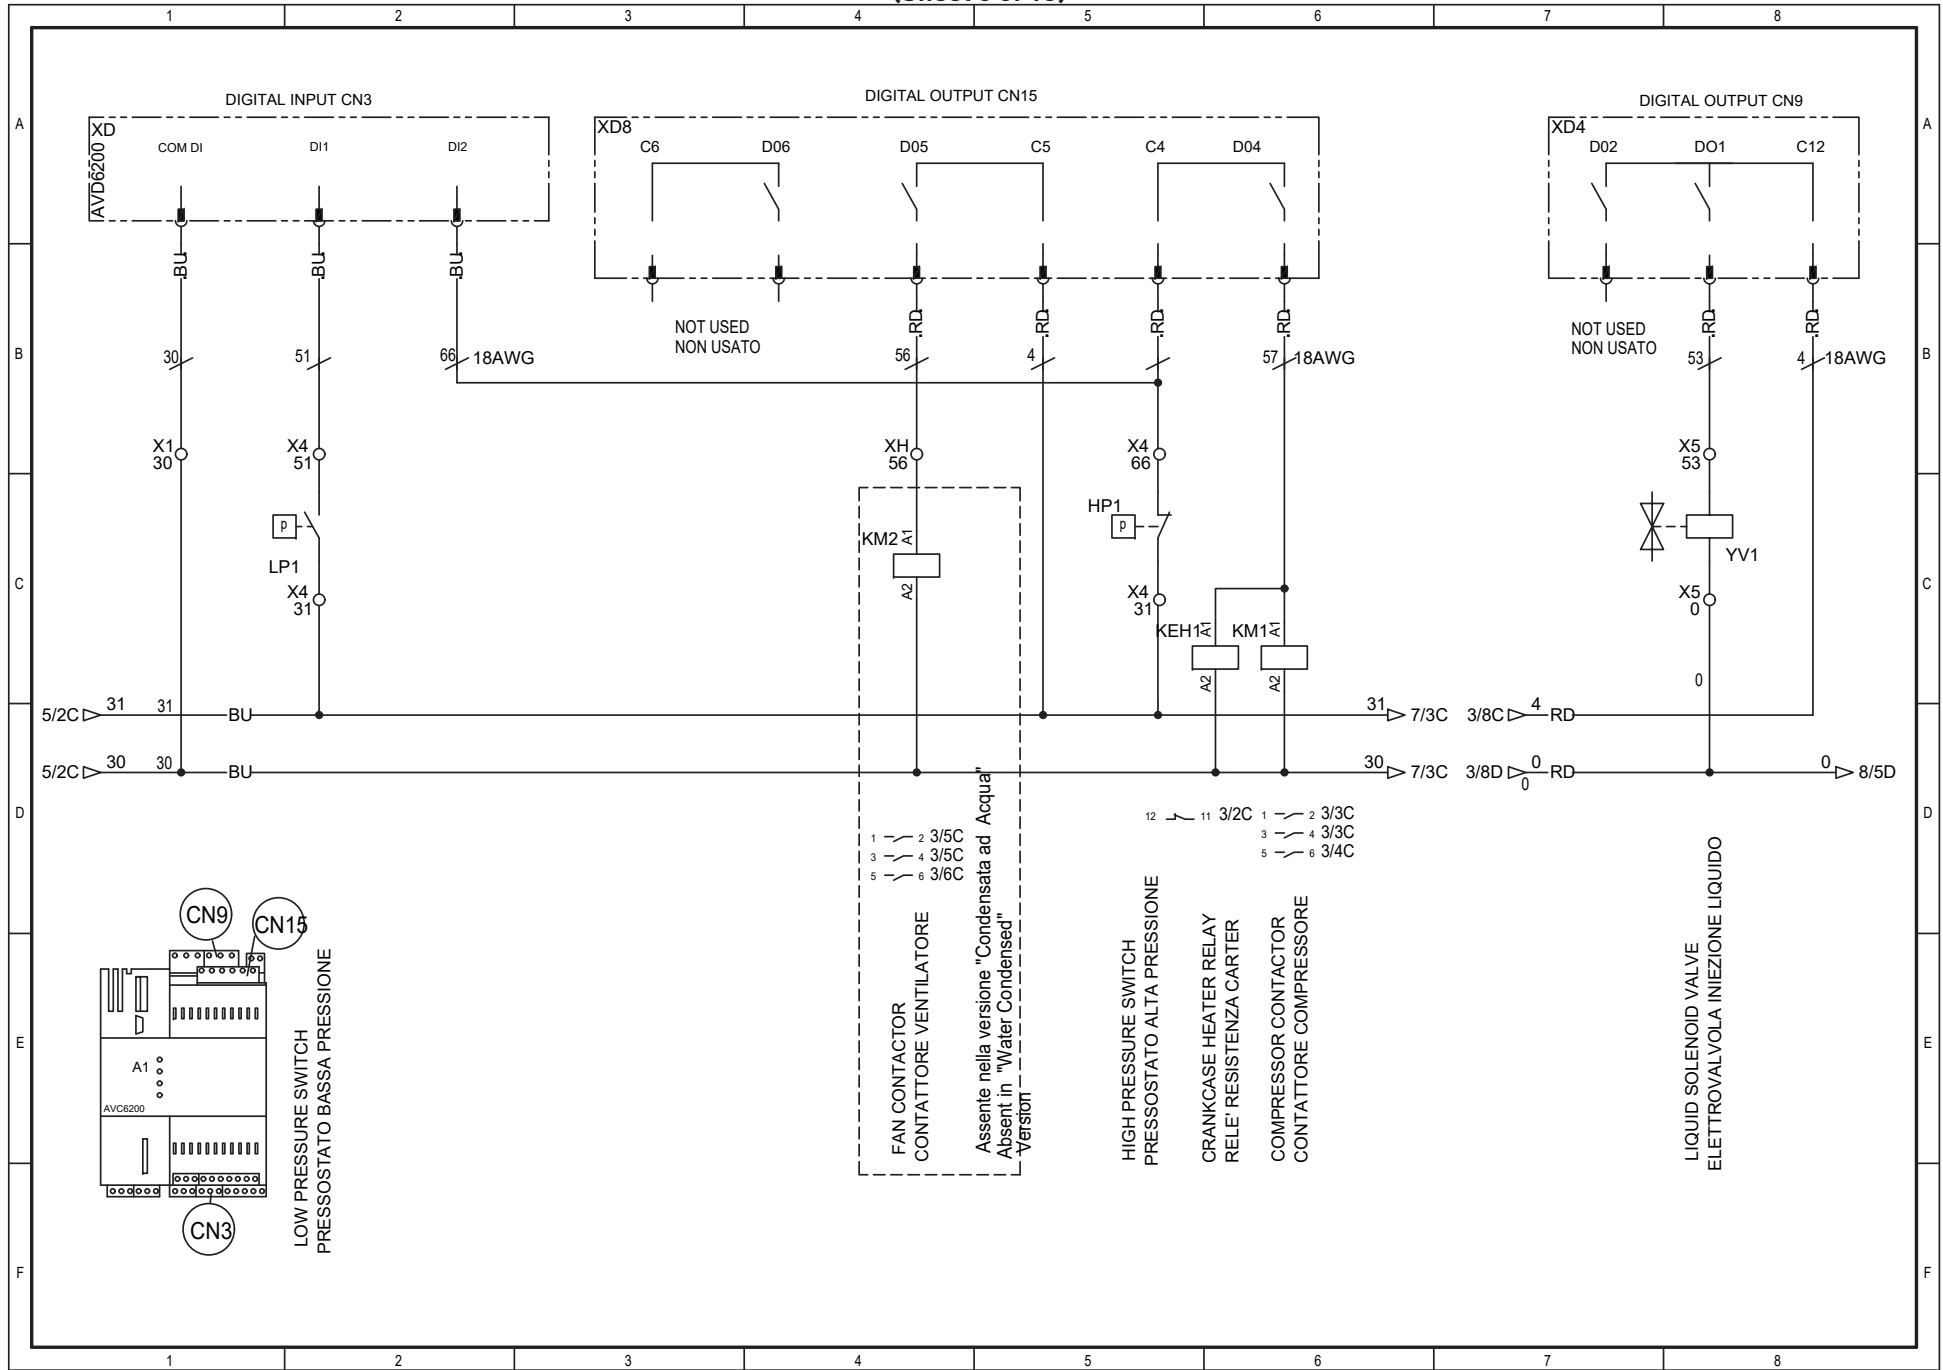 1 2 3 4 5 6 7 8
DIGITAL INPUT CN3
DIGITAL OUTPUT CN15
DIGITAL OUTPUT CN9
A
XD
AVD6200
COM DI
DI1
DI2
XD8
C6
D06
D05
C5
C4
D04
XD4
D02
DO1
C12
A
BU
BU
BU
RD
RD
RD
RD
RD
RD
NOT USED
NON USATO
NOT USED
NON USATO
B
30
51
66
18AWG
56
4
57
18AWG
53
4
18AWG
B
X1
30
X4
51
XH
56
X4
66
X5
53
P
LP1
X4
31
KM2
A1
A2
HP1
P
X4
31
YV1
X5
0
C
C
KEH1
A1
A2
KM1
A1
A2
0
5/2C
31
31
BU
31
7/3C
3/8C
4
RD
5/2C
30
30
BU
30
7/3C
3/8D
0
0
RD
0
8/5D
D
D
1 2 3/5C
3 4 3/5C
5 6 3/6C
12 11 3/2C
1 2 3/3C
3 4 3/3C
5 6 3/4C
CN9
CN15
A1
AVC6200
CN3
LOW PRESSURE SWITCH
PRESSOSTATO BASSA PRESSIONE
FAN CONTACTOR
CONTATTORE VENTILATORE
Assente nella versione "Condensata ad Acqua"
Absent in "Water Condensed"
Version
HIGH PRESSURE SWITCH
PRESSOSTATO ALTA PRESSIONE
CRANKCASE HEATER RELAY
RELE' RESISTENZA CARTER
COMPRESSOR CONTACTOR
CONTATTORE COMPRESSORE
LIQUID SOLENOID VALVE
ELETTROVALVOLA INIEZIONE LIQUIDO
E
E
F
F
1 2 3 4 5 6 7 8